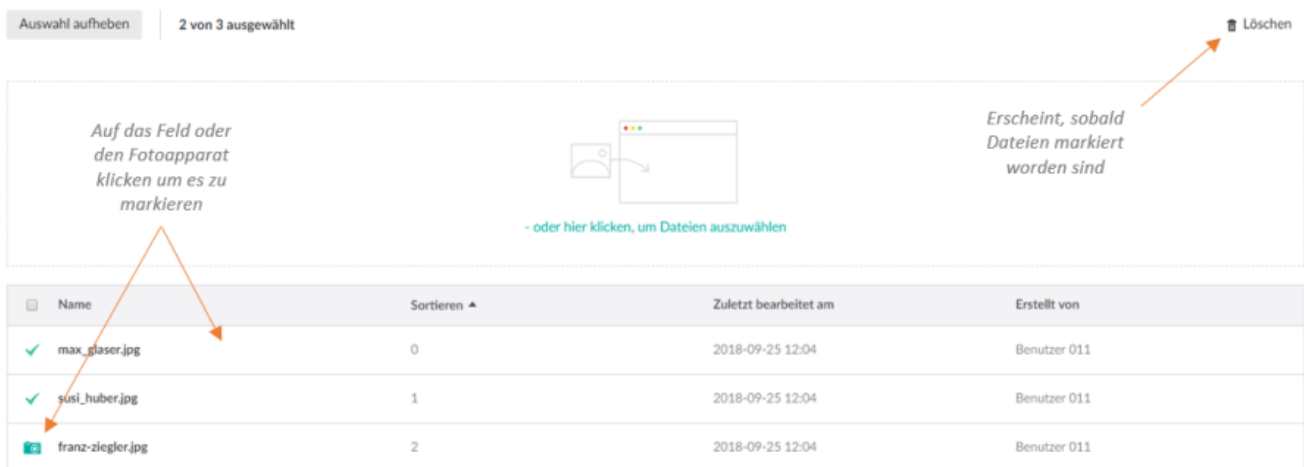 Auswahl aufheben 2 von 3 ausgewählt Löschen
Auf das Feld oder
den Fotoapparat
klicken um es zu
markieren
Erscheint, sobald
Dateien markiert
worden sind
- oder hier klicken, um Dateien auszuwählen
Name Sortieren Zuletzt bearbeitet am Erstellt von
max_glaser.jpg 0 2018-09-25 12:04 Benutzer 011
susi_huber.jpg 1 2018-09-25 12:04 Benutzer 011
franz-ziegler.jpg 2 2018-09-25 12:04 Benutzer 011